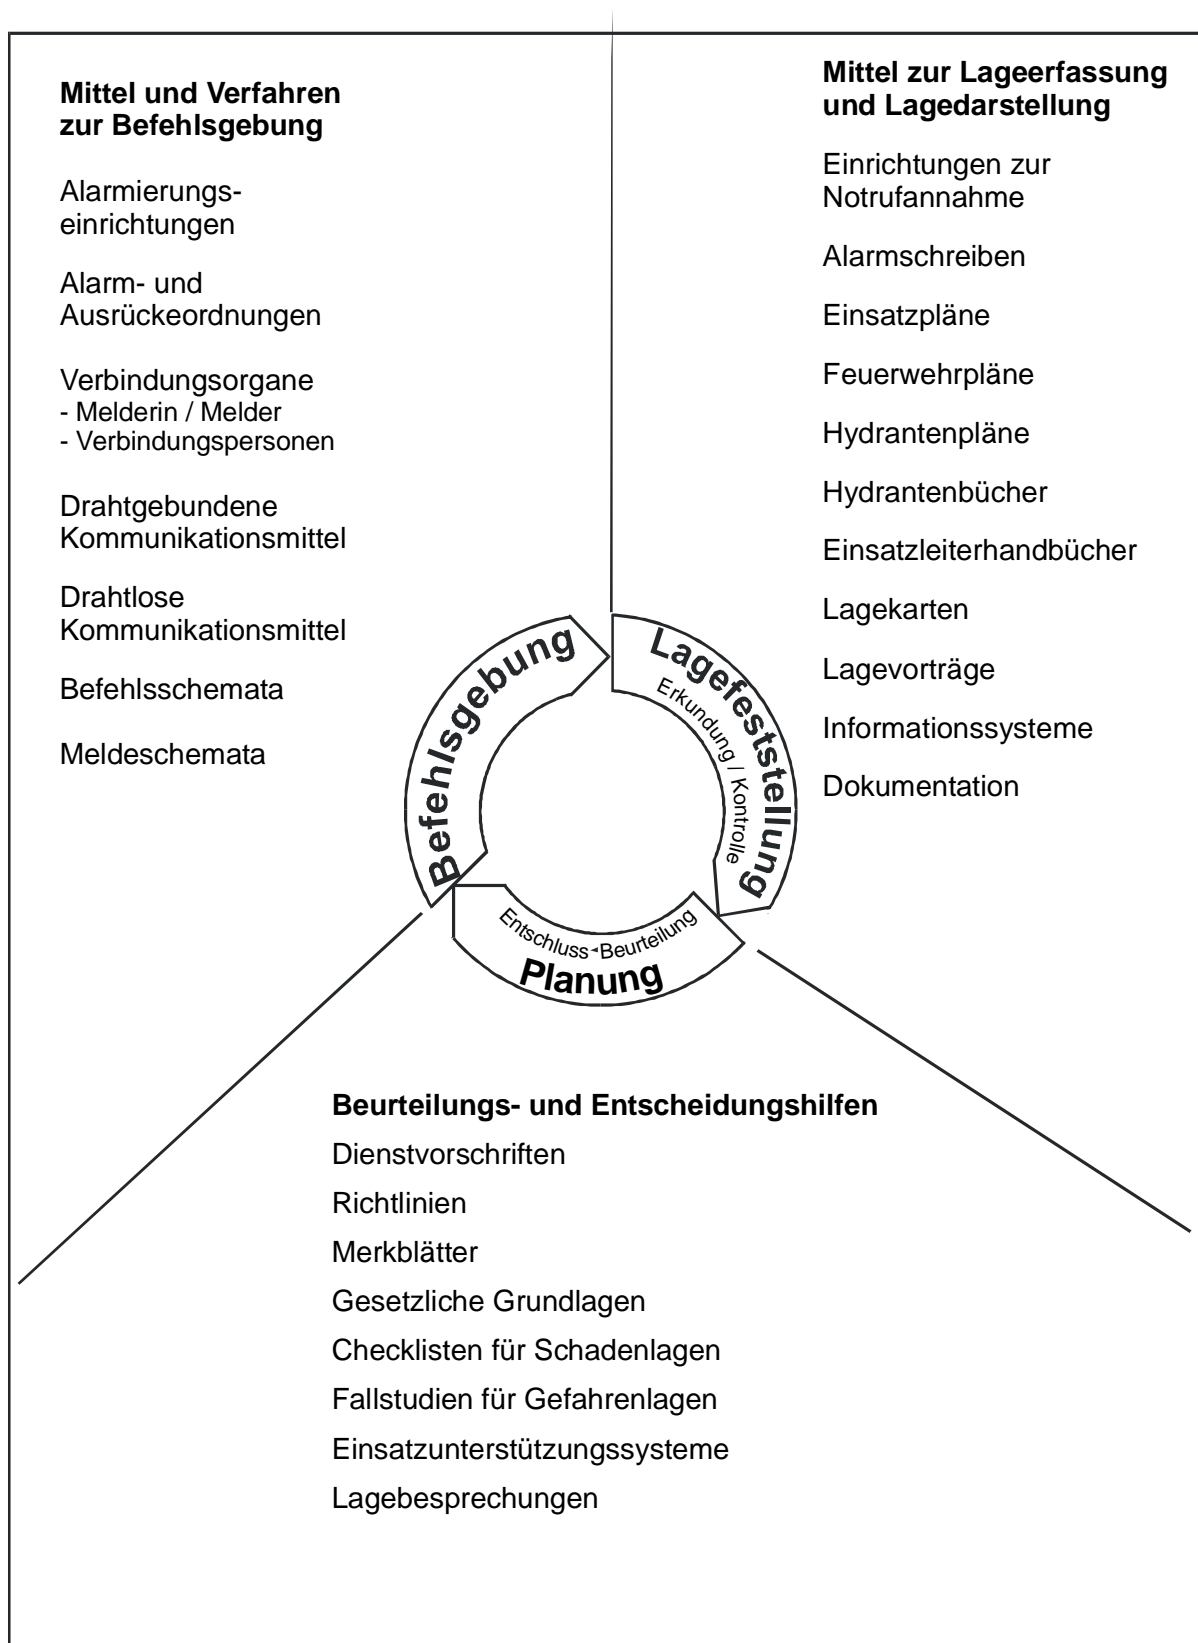 Mittel und Verfahren
zur Befehlsgebung
Alarmierungs-
einrichtungen
Alarm- und
Ausrückeordnungen
Verbindungsorgane
- Melderin / Melder
- Verbindungspersonen
Drahtgebundene
Kommunikationsmittel
Drahtlose
Kommunikationsmittel
Befehlsschemata
Meldeschemata
Mittel zur Lageerfassung
und Lagedarstellung
Einrichtungen zur
Notrufannahme
Alarmschreiben
Einsatzpläne
Feuerwehrpläne
Hydrantenpläne
Hydrantenbücher
Einsatzleiterhandbücher
Lagekarten
Lagevorträge
Informationssysteme
Dokumentation
Befehlsgebung
Lagefeststellung
Erkundung / Kontrolle
Entschluss-Beurteilung
Planung
Beurteilungs- und Entscheidungshilfen
Dienstvorschriften
Richtlinien
Merkblätter
Gesetzliche Grundlagen
Checklisten für Schadenlagen
Fallstudien für Gefahrenlagen
Einsatzunterstützungssysteme
Lagebesprechungen